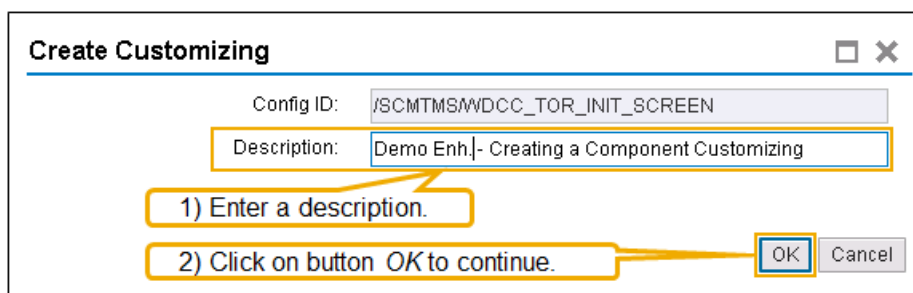 Create Customizing
Config ID: /SCMTMS/WDCC_TOR_INIT_SCREEN
Description: Demo Enh.- Creating a Component Customizing
1) Enter a description.
2) Click on button OK to continue.
OK Cancel